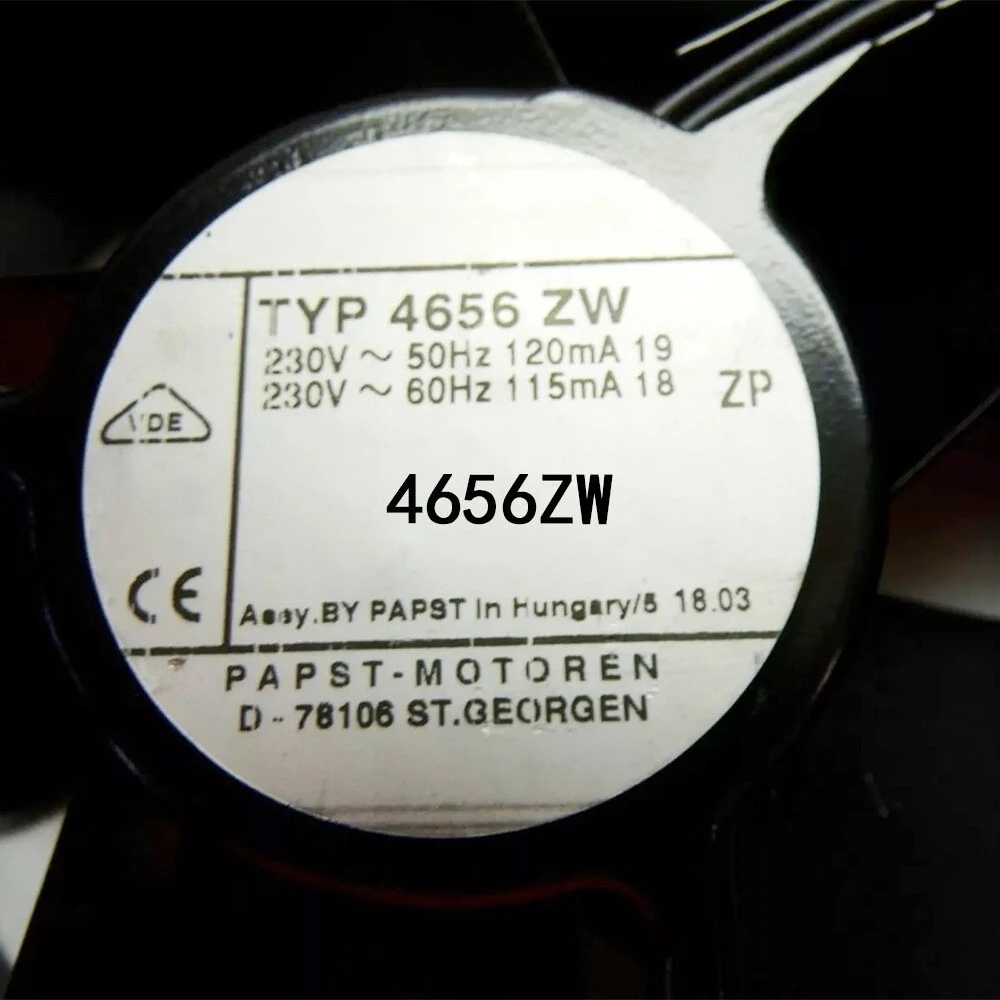 TYP 4656 ZW
230V ~ 50Hz 120mA 19
230V ~ 60Hz 115mA 18
ZP
VDE
4656ZW
CE
Assy.BY PAPST In Hungary/5 18.03
PAPST-MOTOREN
D-78106 ST.GEORGEN